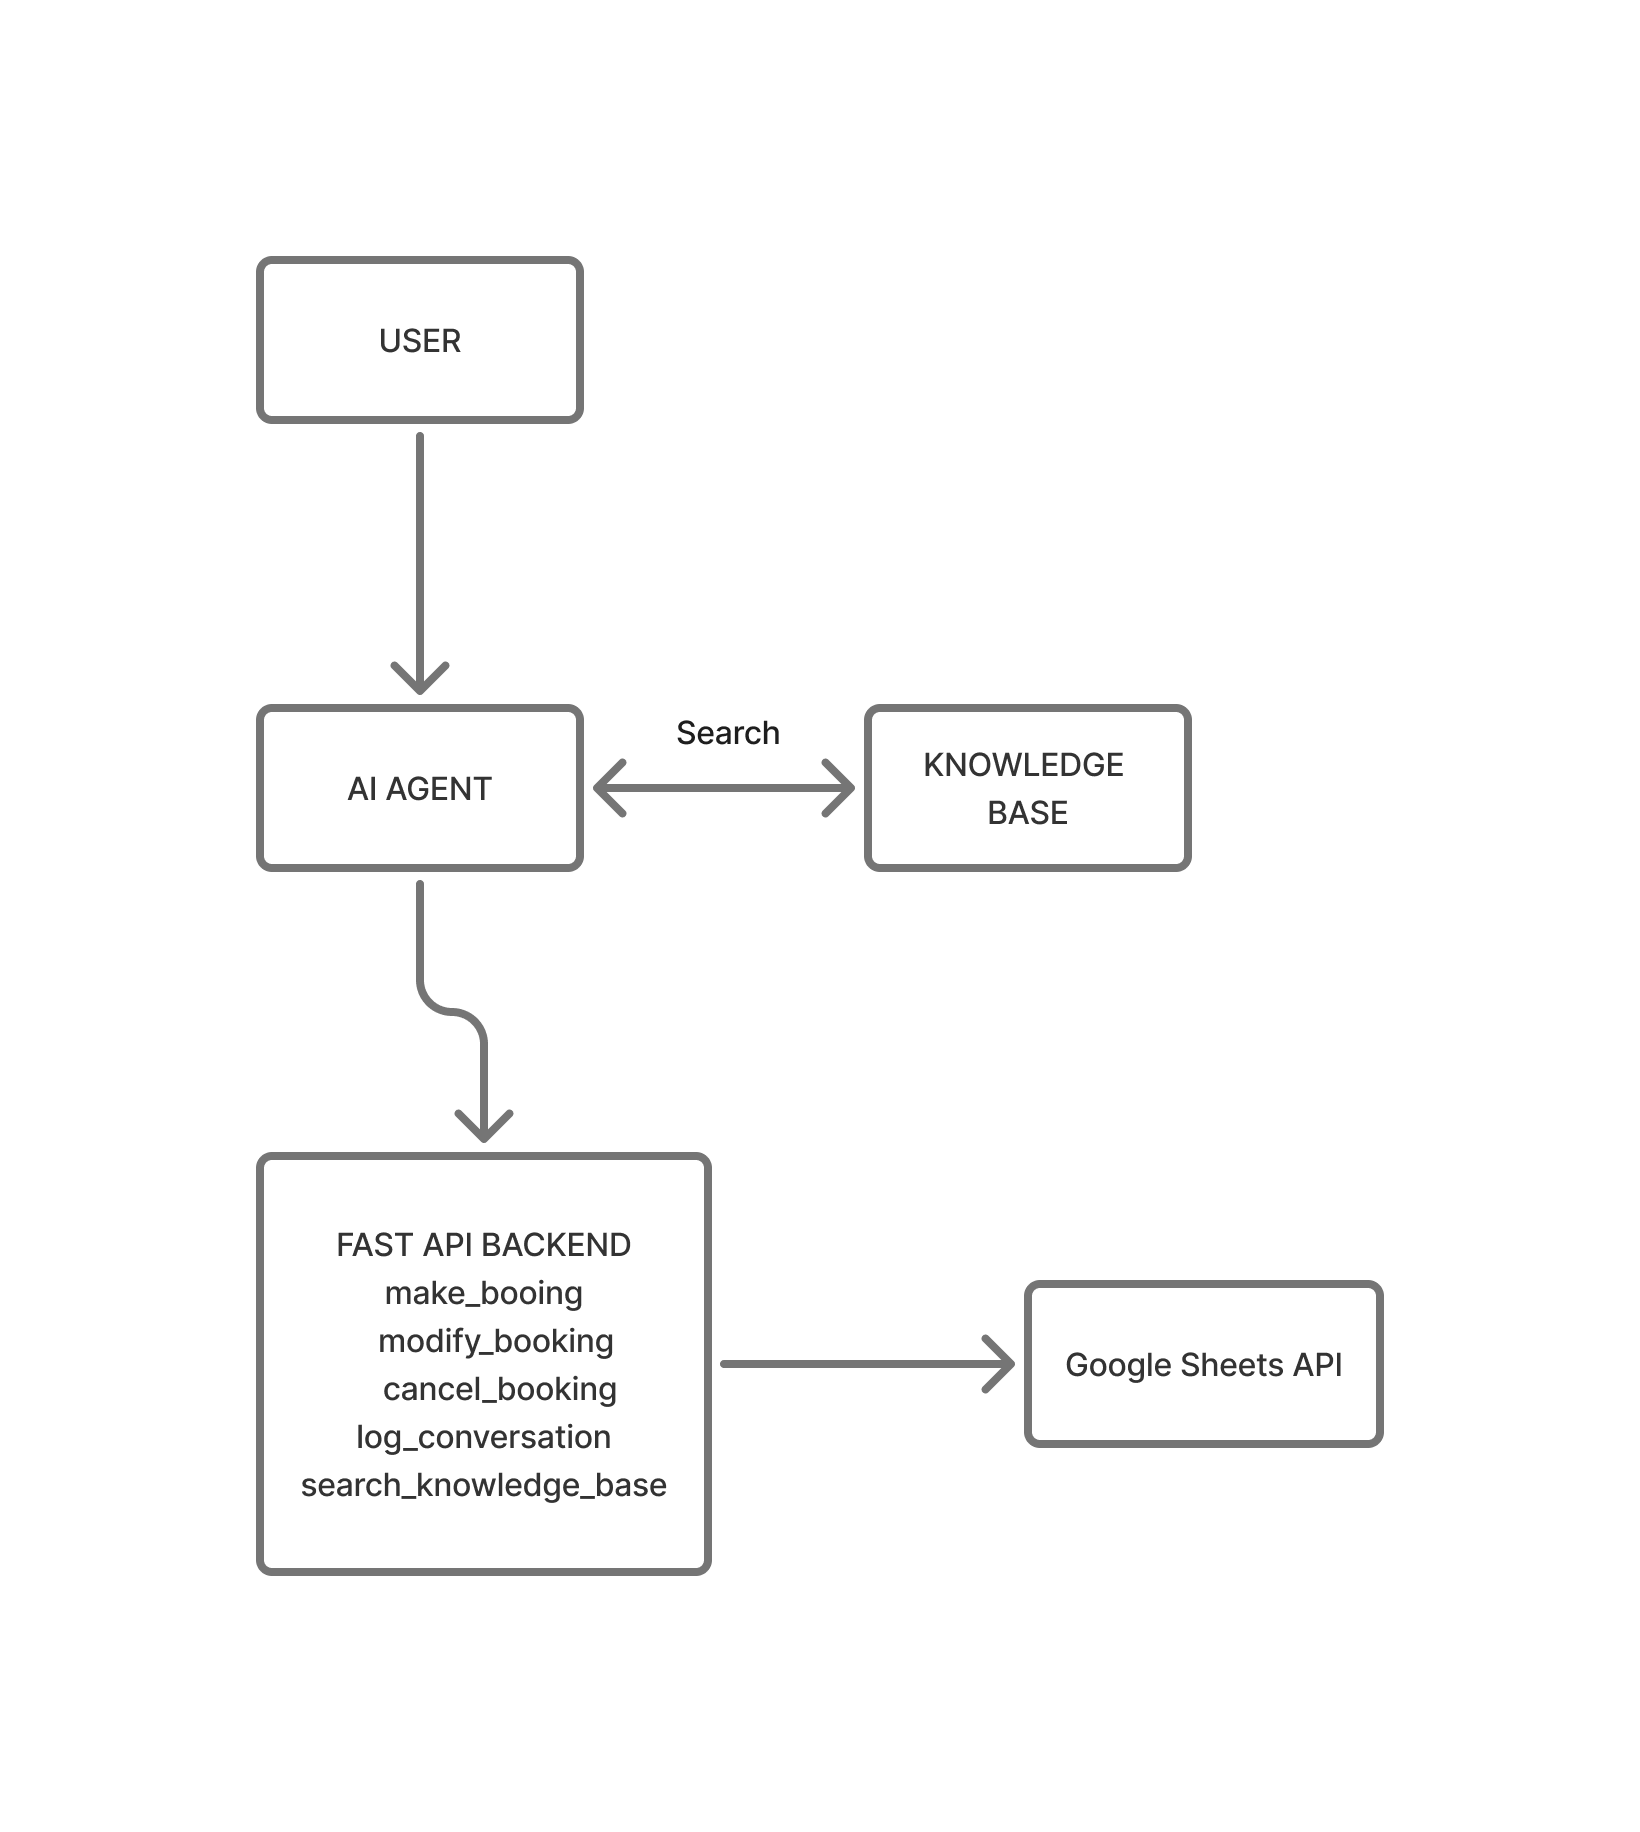 USER
Search
AI AGENT
KNOWLEDGE
BASE
FAST API BACKEND
make_booing
modify_booking
cancel_booking
log_conversation
search_knowledge_base
Google Sheets API